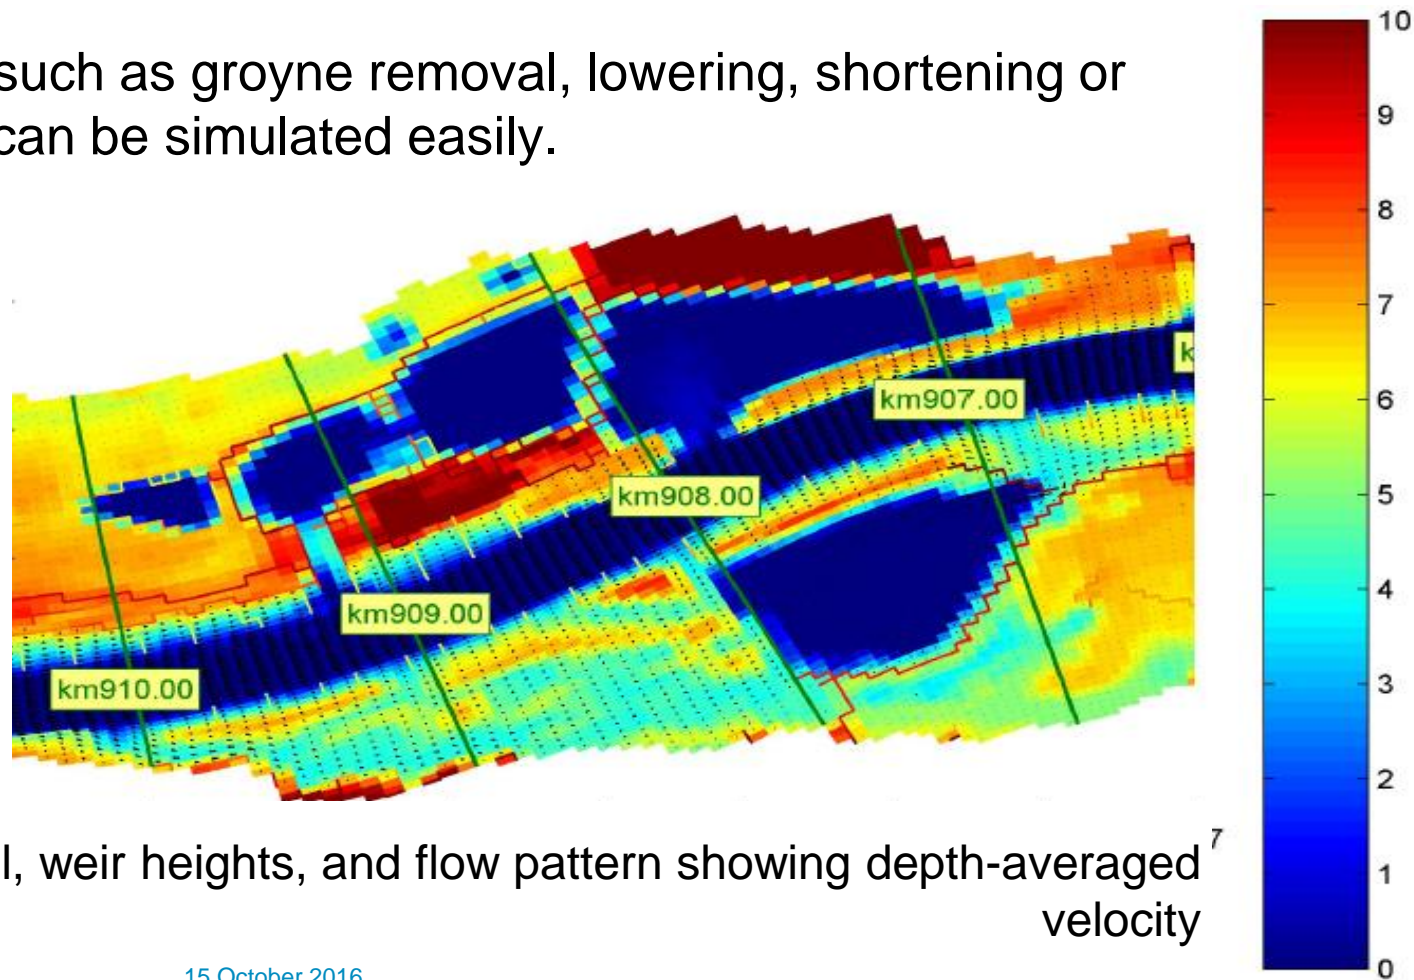 such as groyne removal, lowering, shortening or
can be simulated easily.
10
9
8
7
6
5
4
3
2
1
0
km907.00
k
km908.00
km909.00
km910.00
7
l, weir heights, and flow pattern showing depth-averaged
velocity
15 October 2016